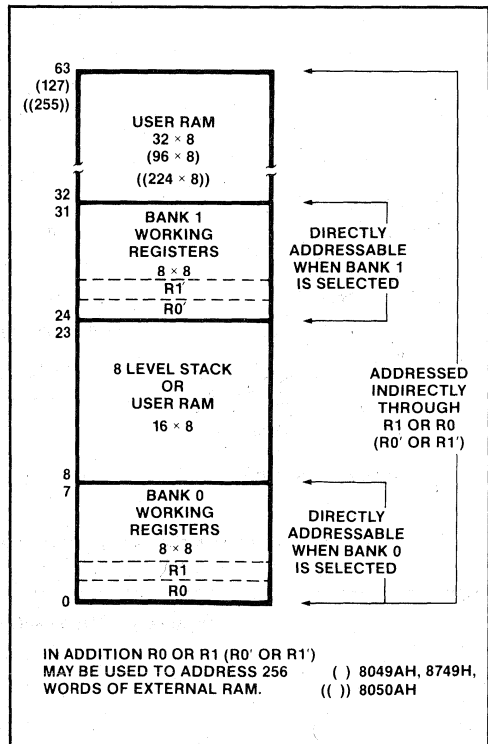 63
(127)
((255))
USER RAM
32 × 8
(96 × 8)
((224 × 8))
32
31
BANK 1
WORKING
REGISTERS
8 × 8
R1′
R0′
DIRECTLY
ADDRESSABLE
WHEN BANK 1
IS SELECTED
24
23
8 LEVEL STACK
OR
USER RAM
16 × 8
ADDRESSED
INDIRECTLY
THROUGH
R1 OR R0
(R0′ OR R1′)
8
7
BANK 0
WORKING
REGISTERS
8 × 8
R1
R0
DIRECTLY
ADDRESSABLE
WHEN BANK 0
IS SELECTED
0
IN ADDITION R0 OR R1 (R0′ OR R1′)
MAY BE USED TO ADDRESS 256
WORDS OF EXTERNAL RAM.
( ) 8049AH, 8749H,
(( )) 8050AH